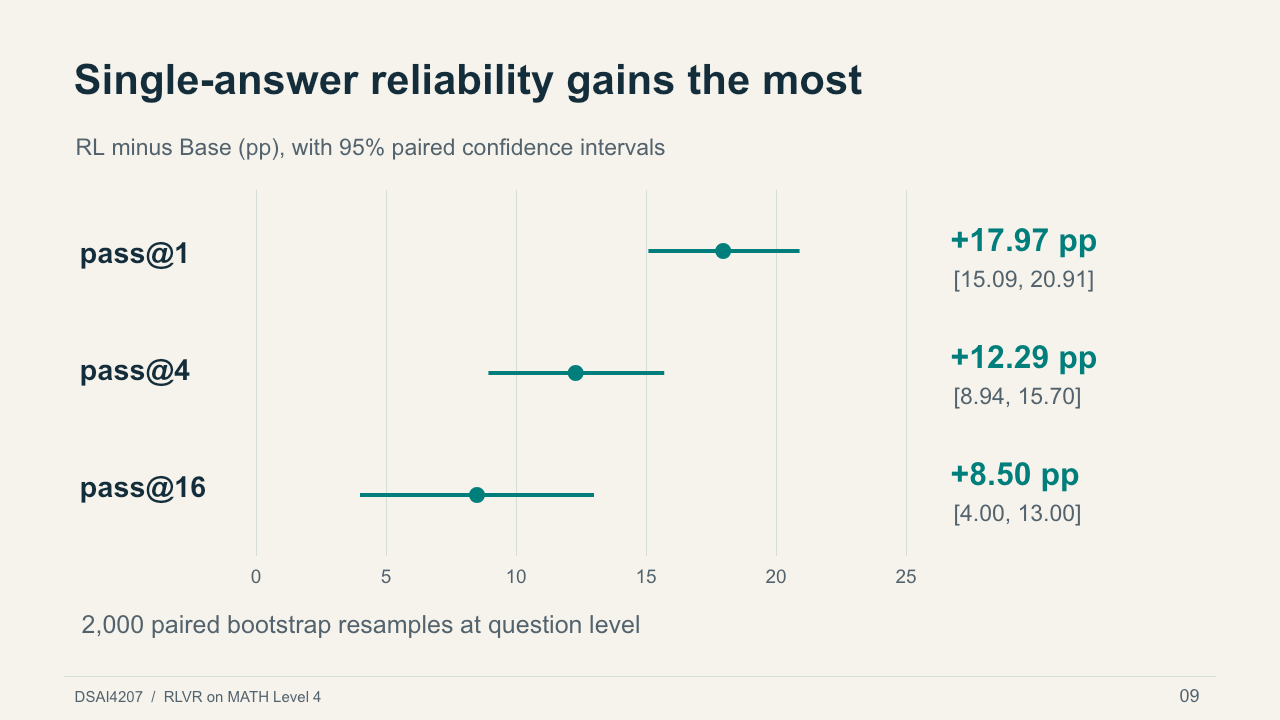 Single-answer reliability gains the most
RL minus Base (pp), with 95% paired confidence intervals
pass@1
+17.97 pp
[15.09, 20.91]
pass@4
+12.29 pp
[8.94, 15.70]
pass@16
+8.50 pp
[4.00, 13.00]
0 5 10 15 20 25
2,000 paired bootstrap resamples at question level
DSAI4207 / RLVR on MATH Level 4
09